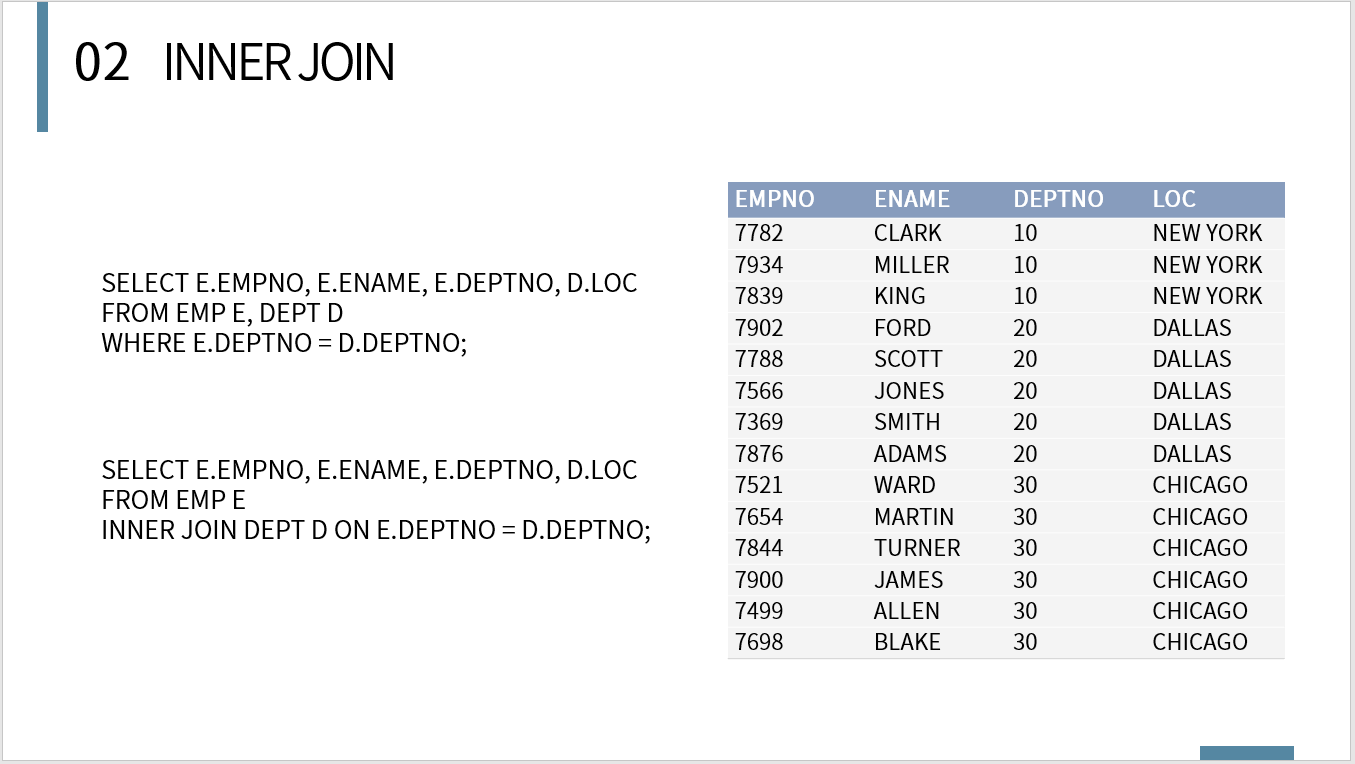 02 INNER JOIN
SELECT E.EMPNO, E.ENAME, E.DEPTNO, D.LOC
FROM EMP E, DEPT D
WHERE E.DEPTNO = D.DEPTNO;
SELECT E.EMPNO, E.ENAME, E.DEPTNO, D.LOC
FROM EMP E
INNER JOIN DEPT D ON E.DEPTNO = D.DEPTNO;
EMPNO ENAME DEPTNO LOC
7782 CLARK 10 NEW YORK
7934 MILLER 10 NEW YORK
7839 KING 10 NEW YORK
7902 FORD 20 DALLAS
7788 SCOTT 20 DALLAS
7566 JONES 20 DALLAS
7369 SMITH 20 DALLAS
7876 ADAMS 20 DALLAS
7521 WARD 30 CHICAGO
7654 MARTIN 30 CHICAGO
7844 TURNER 30 CHICAGO
7900 JAMES 30 CHICAGO
7499 ALLEN 30 CHICAGO
7698 BLAKE 30 CHICAGO